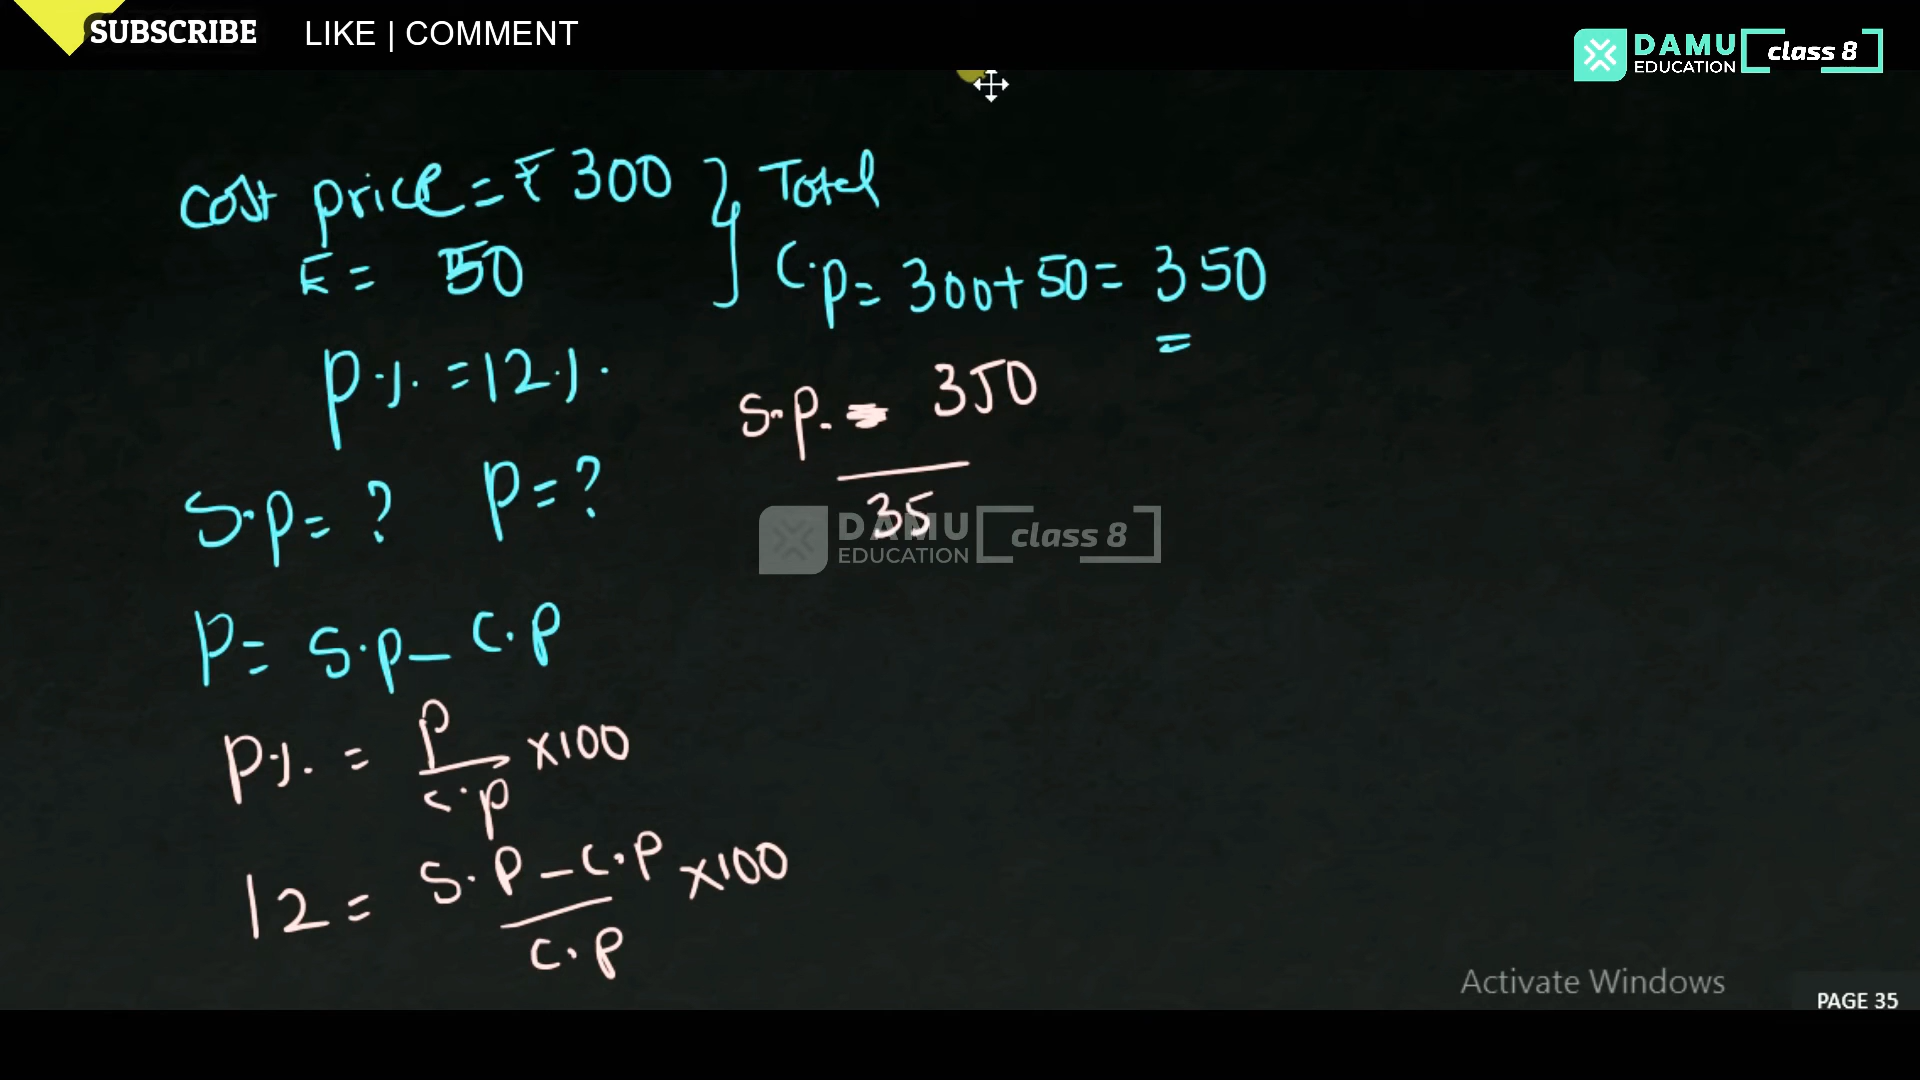 SUBSCRIBE LIKE | COMMENT
DAMU EDUCATION class 8
Cost price = ₹ 300 } Total
E = 50 C.P = 300 + 50 = 350
P.%. = 12 %.
S.P. - 350
35
S.P = ? P = ?
DAMU EDUCATION class 8
P = S.P - C.P
P.%. = P/C.P × 100
12 = S.P - C.P/C.P × 100
Activate Windows
PAGE 35